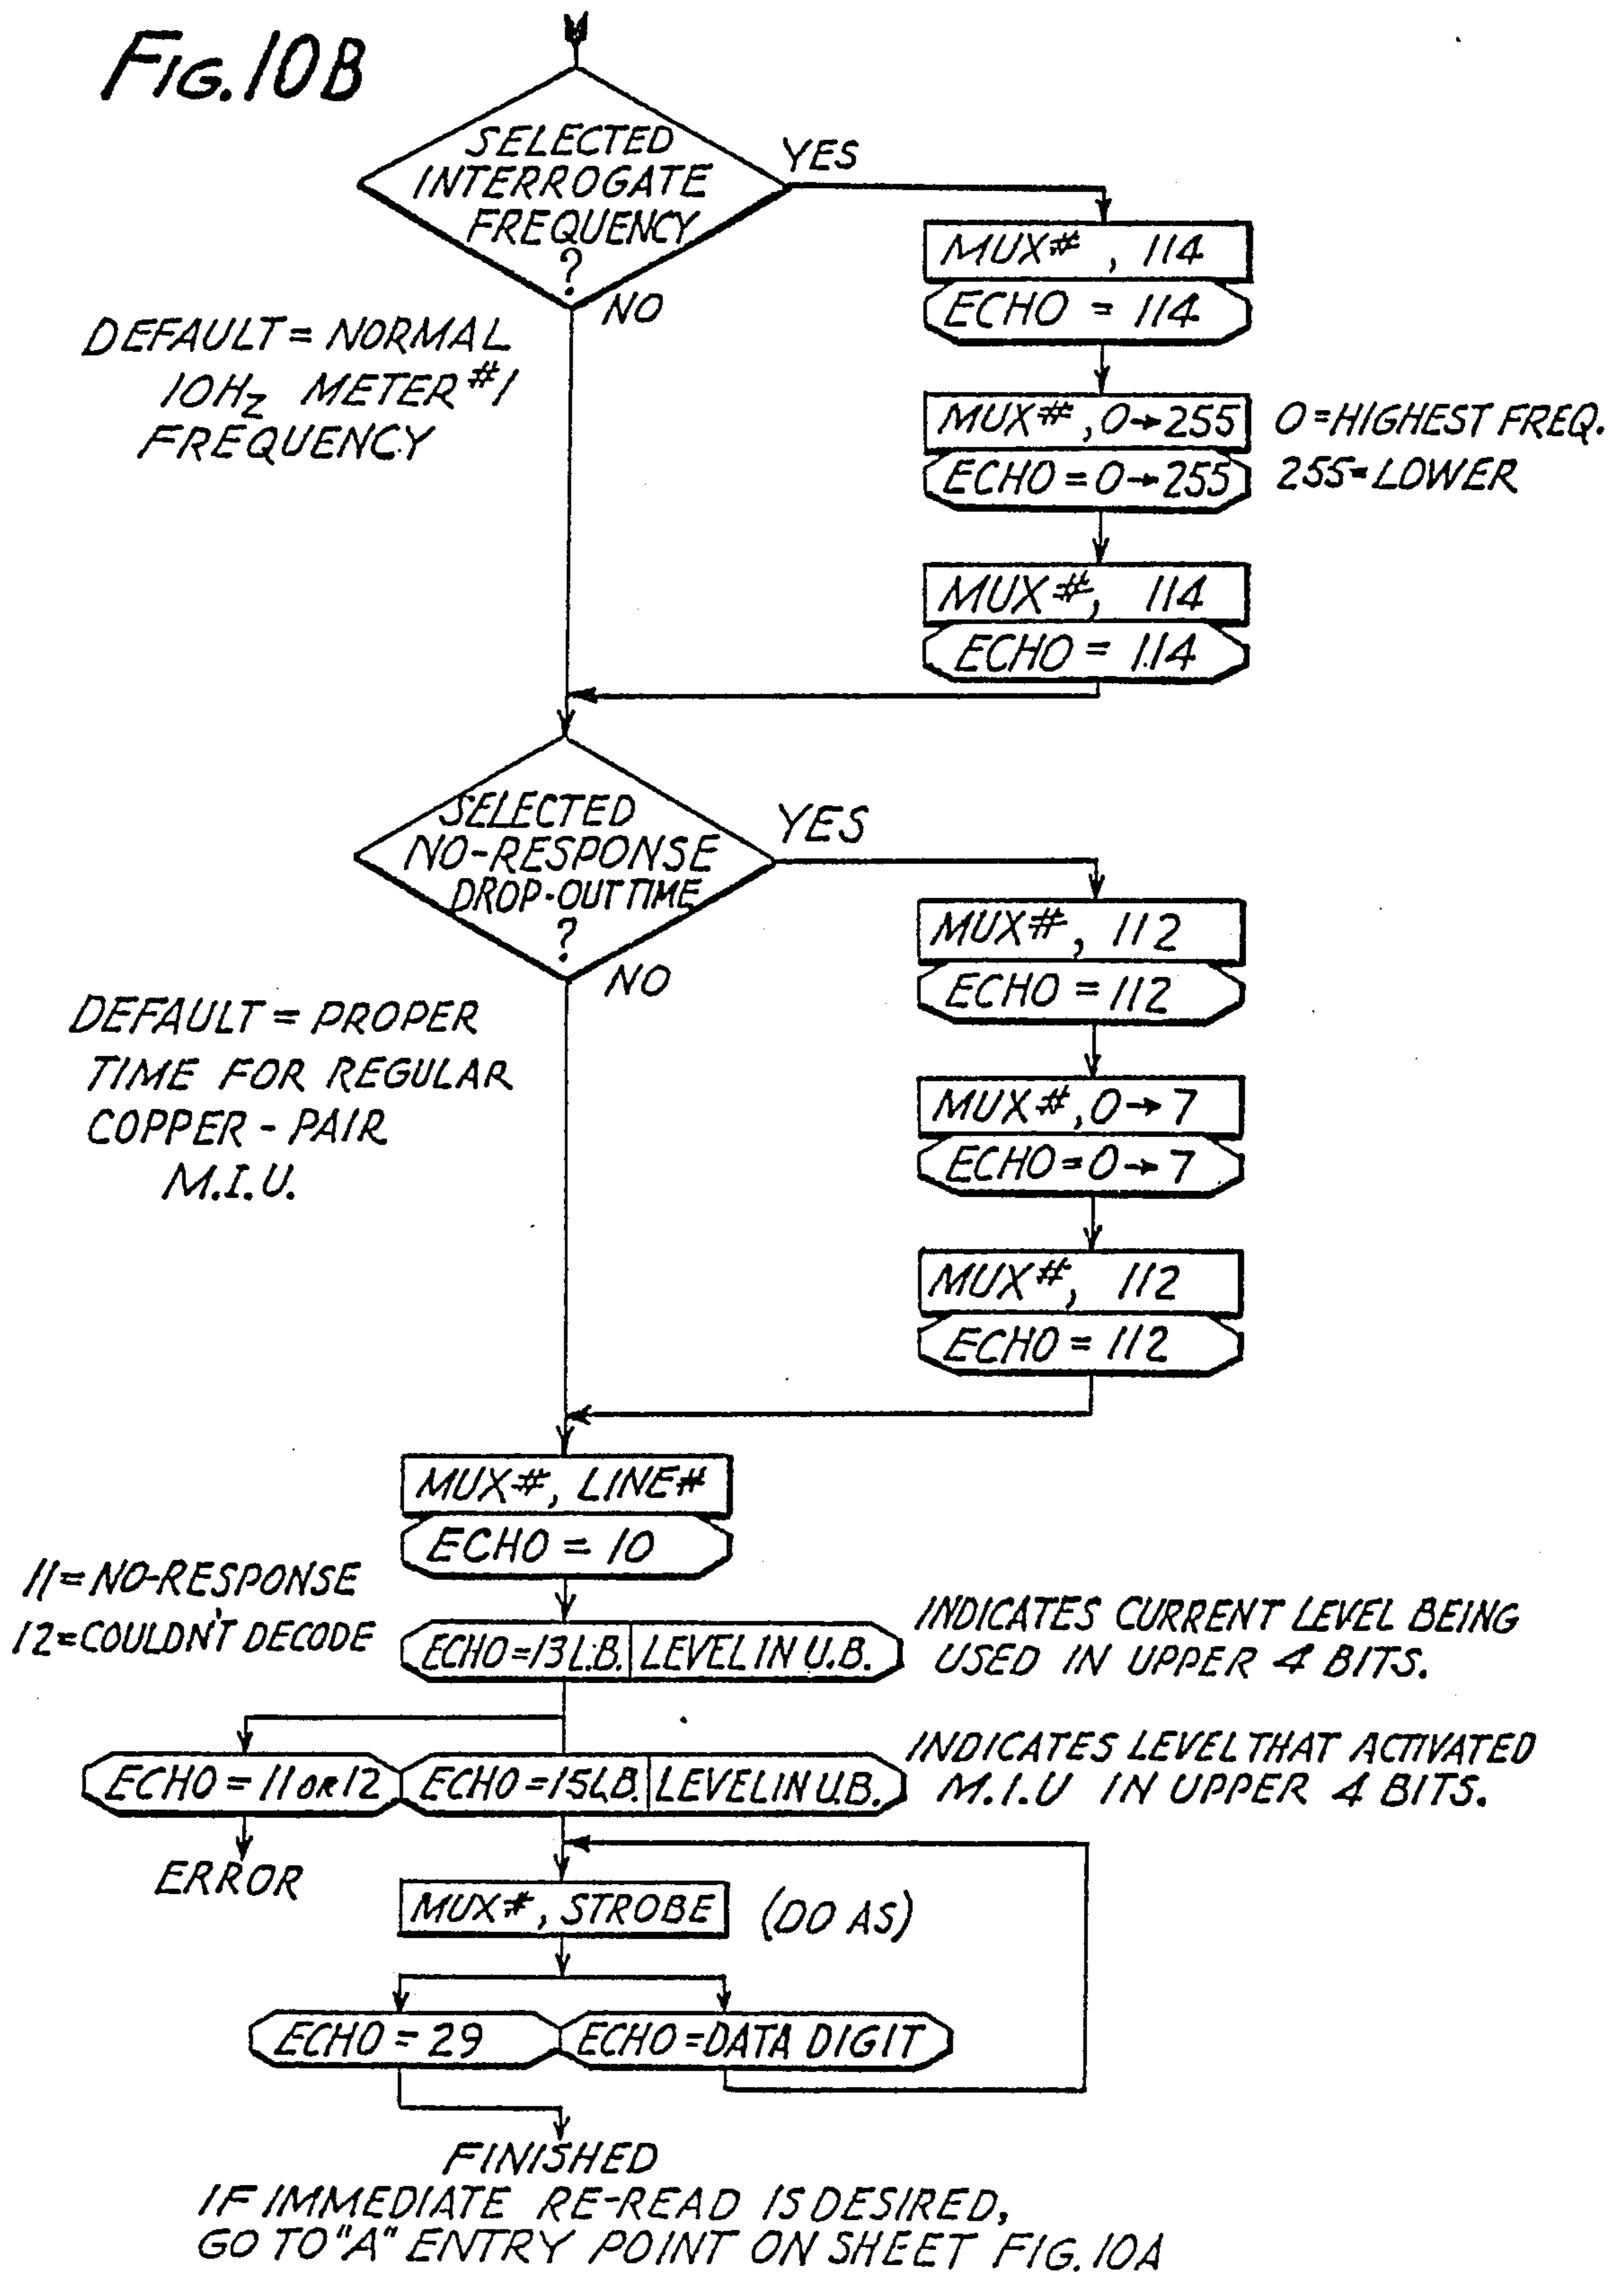 FIG. 10B
SELECTED
INTERROGATE
FREQUENCY
?
YES
NO
MUX#, 114
ECHO = 114
DEFAULT = NORMAL
10HZ METER #1
FREQUENCY
MUX#, 0→255
ECHO = 0→255
0=HIGHEST FREQ.
255=LOWER
MUX#, 114
ECHO = 114
SELECTED
NO-RESPONSE
DROP-OUT TIME
?
YES
NO
MUX#, 112
ECHO = 112
DEFAULT = PROPER
TIME FOR REGULAR
COPPER - PAIR
M.I.U.
MUX#, 0→7
ECHO = 0→7
MUX#, 112
ECHO = 112
MUX#, LINE#
ECHO = 10
11=NO-RESPONSE
12=COULDN'T DECODE
ECHO=13 L.B. LEVEL IN U.B.
INDICATES CURRENT LEVEL BEING
USED IN UPPER 4 BITS.
ECHO = 11 OR 12
ECHO=15 L.B. LEVEL IN U.B.
INDICATES LEVEL THAT ACTIVATED
M.I.U IN UPPER 4 BITS.
ERROR
MUX#, STROBE
(DO AS)
ECHO = 29
ECHO = DATA DIGIT
FINISHED
IF IMMEDIATE RE-READ IS DESIRED,
GO TO "A" ENTRY POINT ON SHEET FIG. 10A